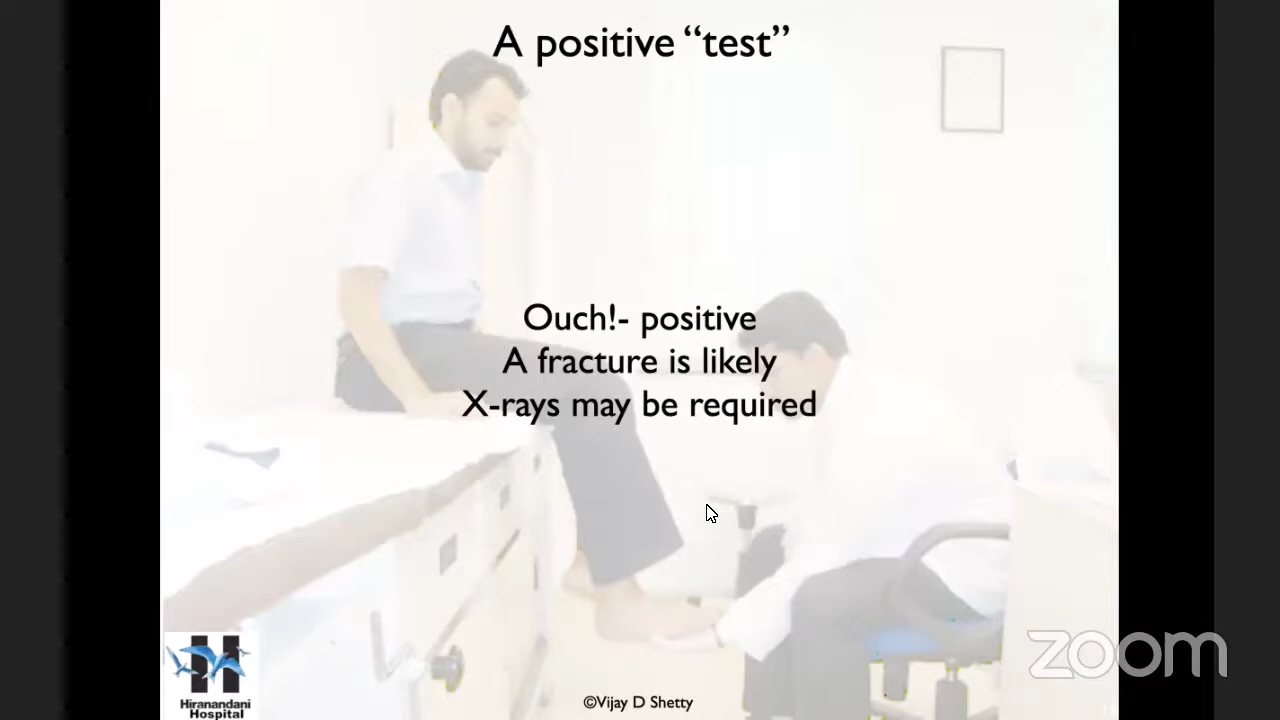 A positive “test”
Ouch!- positive
A fracture is likely
X-rays may be required
©Vijay D Shetty
H
Hiranandani
Hospital
zoom